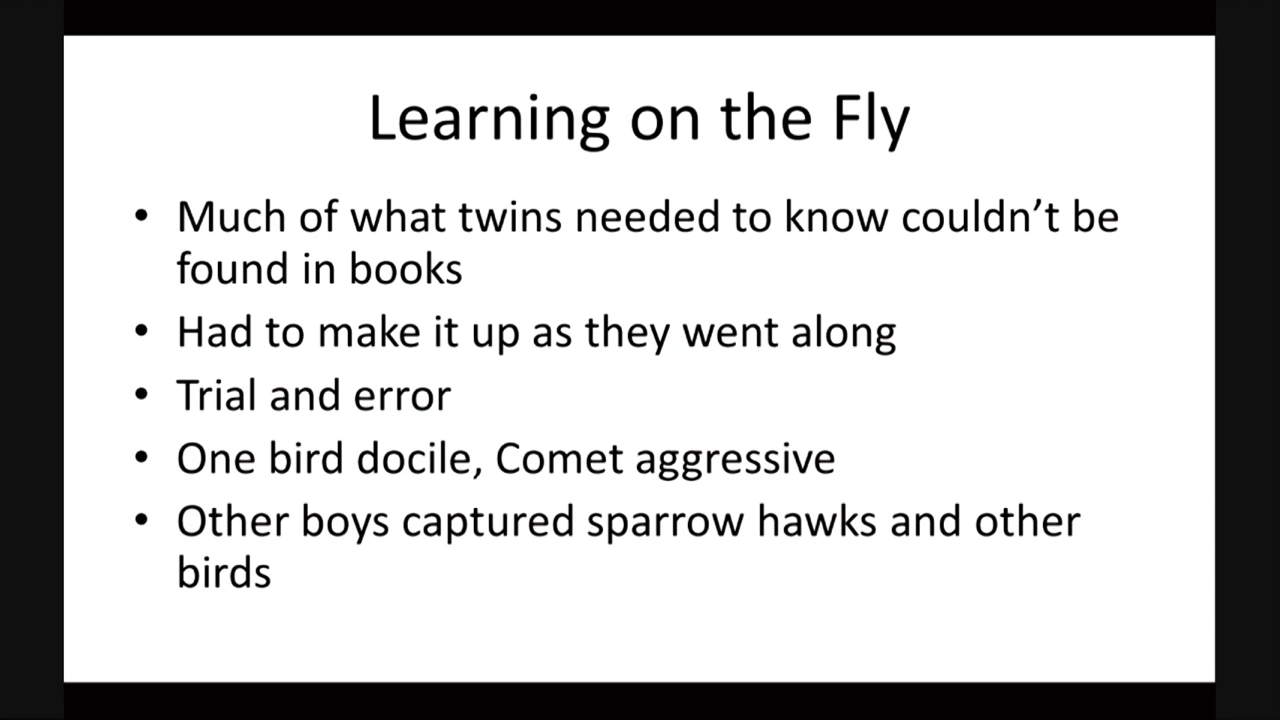 Learning on the Fly
• Much of what twins needed to know couldn’t be
found in books
• Had to make it up as they went along
• Trial and error
• One bird docile, Comet aggressive
• Other boys captured sparrow hawks and other
birds